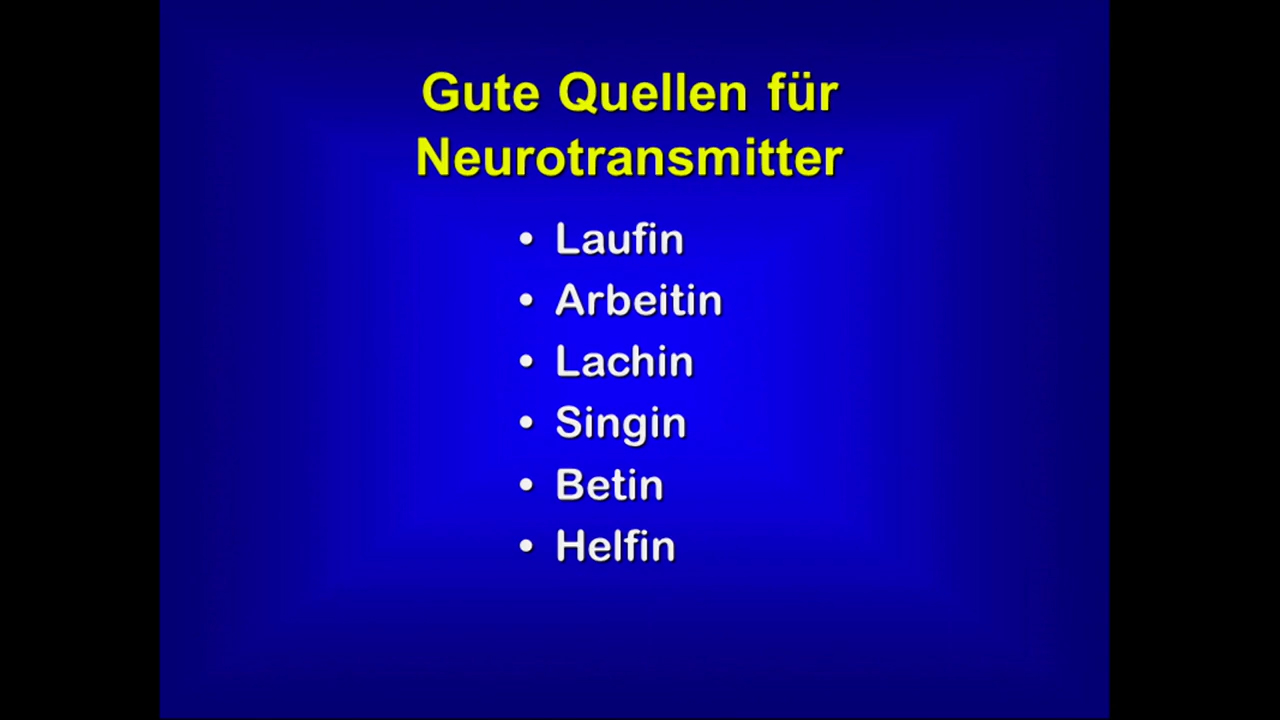 Gute Quellen für
Neurotransmitter
• Laufin
• Arbeitin
• Lachin
• Singin
• Betin
• Helfin